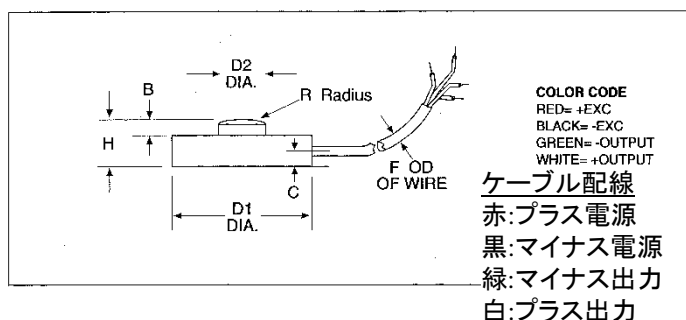 D2
DIA.
B
R Radius
H
C
F OD
OF WIRE
D1
DIA.
COLOR CODE
RED= +EXC
BLACK= -EXC
GREEN= -OUTPUT
WHITE= +OUTPUT
ケーブル配線
赤:プラス電源
黒:マイナス電源
緑:マイナス出力
白:プラス出力